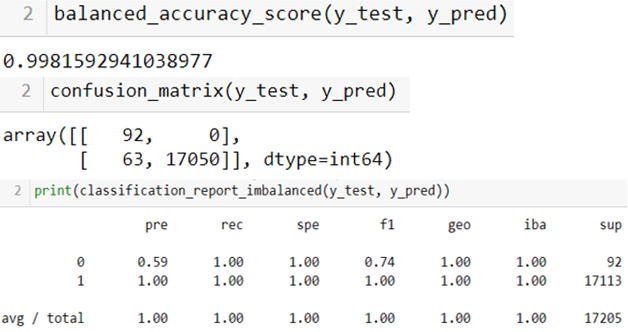 2 balanced_accuracy_score(y_test, y_pred)
0.9981592941038977
2 confusion_matrix(y_test, y_pred)
array([[   92,     0],
       [   63, 17050]], dtype=int64)
2 print(classification_report_imbalanced(y_test, y_pred))
pre rec spe f1 geo iba sup
0 0.59 1.00 1.00 0.74 1.00 1.00 92
1 1.00 1.00 1.00 1.00 1.00 1.00 17113
avg / total 1.00 1.00 1.00 1.00 1.00 1.00 17205